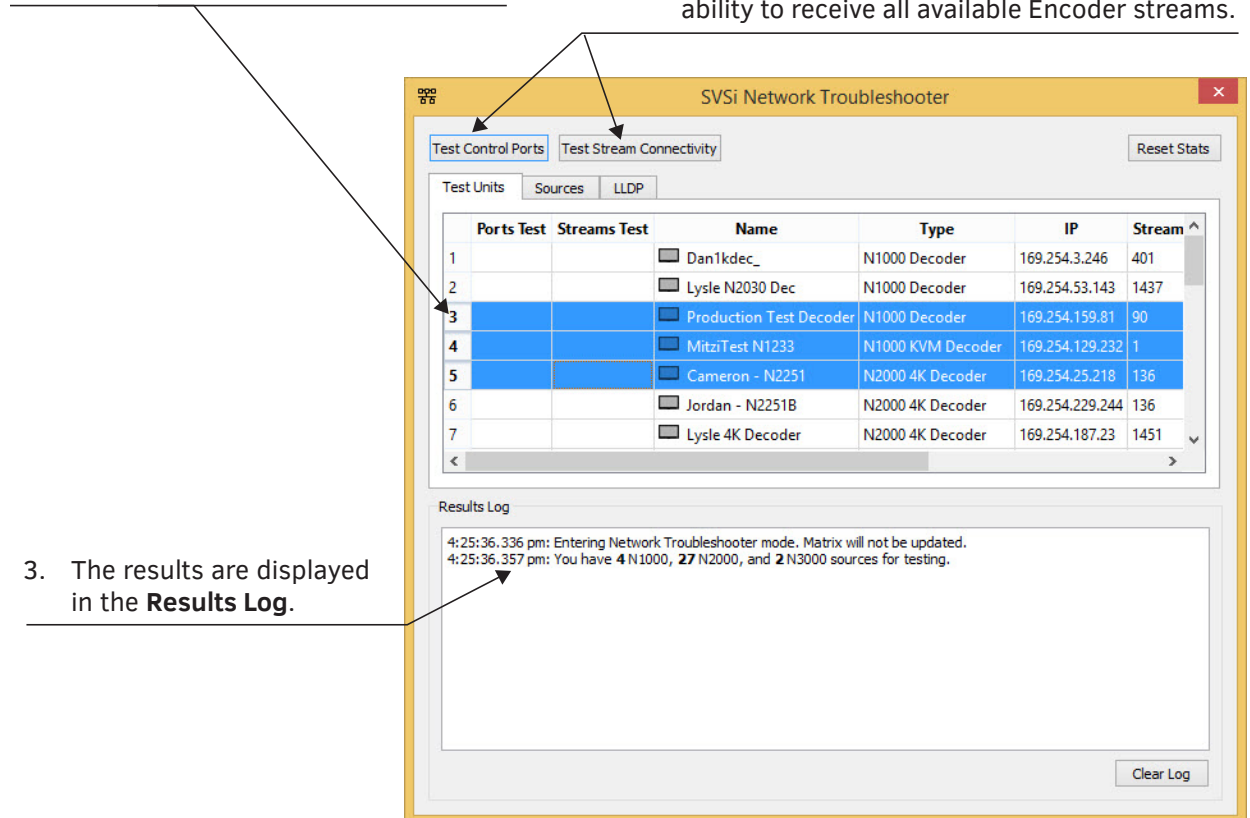 ability to receive all available Encoder streams.
SVSi Network Troubleshooter
Test Control Ports Test Stream Connectivity Reset Stats
Test Units Sources LLDP
Ports Test Streams Test Name Type IP Stream
1 Dan1kdec_ N1000 Decoder 169.254.3.246 401
2 Lysle N2030 Dec N1000 Decoder 169.254.53.143 1437
3 Production Test Decoder N1000 Decoder 169.254.159.81 90
4 MitziTest N1233 N1000 KVM Decoder 169.254.129.232 1
5 Cameron - N2251 N2000 4K Decoder 169.254.25.218 136
6 Jordan - N2251B N2000 4K Decoder 169.254.229.244 136
7 Lysle 4K Decoder N2000 4K Decoder 169.254.187.23 1451
Results Log
4:25:36.336 pm: Entering Network Troubleshooter mode. Matrix will not be updated.
4:25:36.357 pm: You have 4 N1000, 27 N2000, and 2 N3000 sources for testing.
3. The results are displayed
in the Results Log.
Clear Log